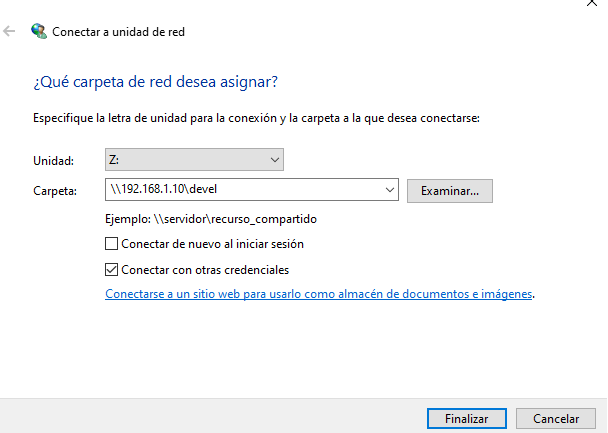 Conectar a unidad de red
¿Qué carpeta de red desea asignar?
Especifique la letra de unidad para la conexión y la carpeta a la que desea conectarse:
Unidad: Z:
Carpeta: \\192.168.1.10\devel Examinar...
Ejemplo: \\servidor\recurso_compartido
Conectar de nuevo al iniciar sesión
Conectar con otras credenciales
Conectarse a un sitio web para usarlo como almacén de documentos e imágenes.
Finalizar Cancelar